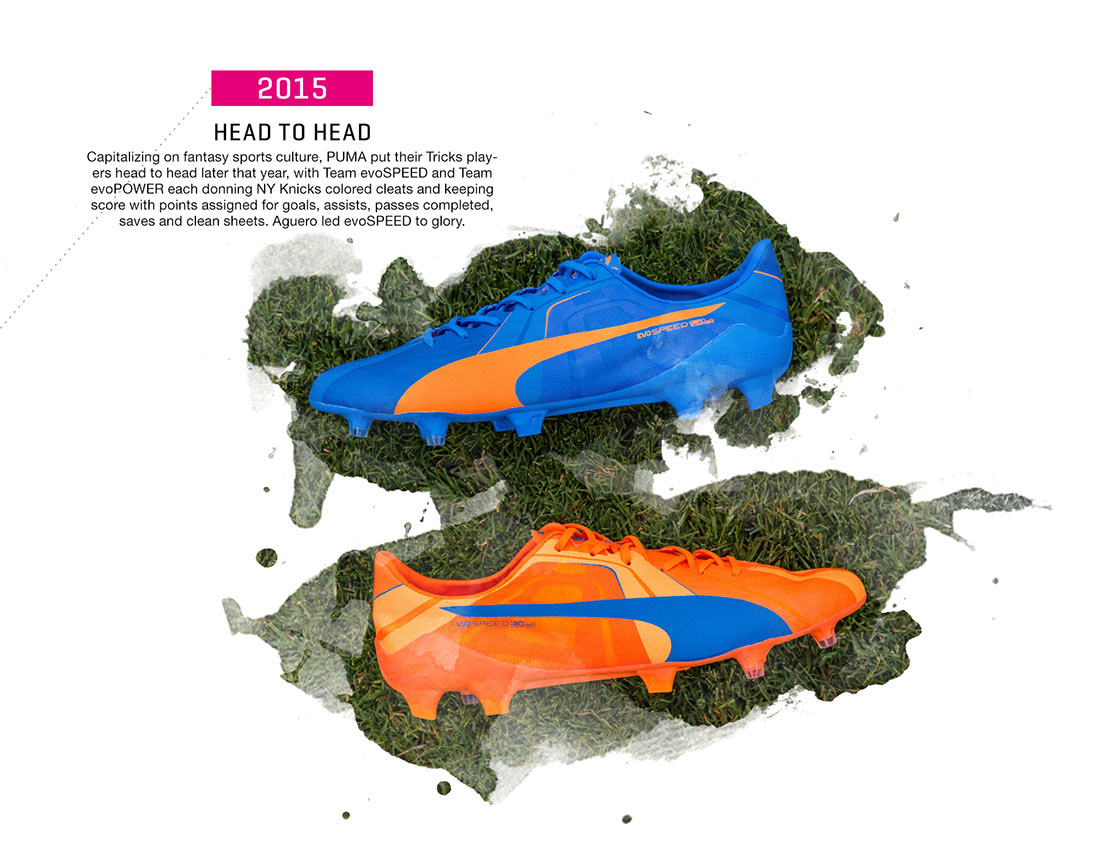 2015
HEAD TO HEAD
Capitalizing on fantasy sports culture, PUMA put their Tricks play-
ers head to head later that year, with Team evoSPEED and Team
evoPOWER each donning NY Knicks colored cleats and keeping
score with points assigned for goals, assists, passes completed,
saves and clean sheets. Aguero led evoSPEED to glory.
EVOSPEED
EVOSPEED